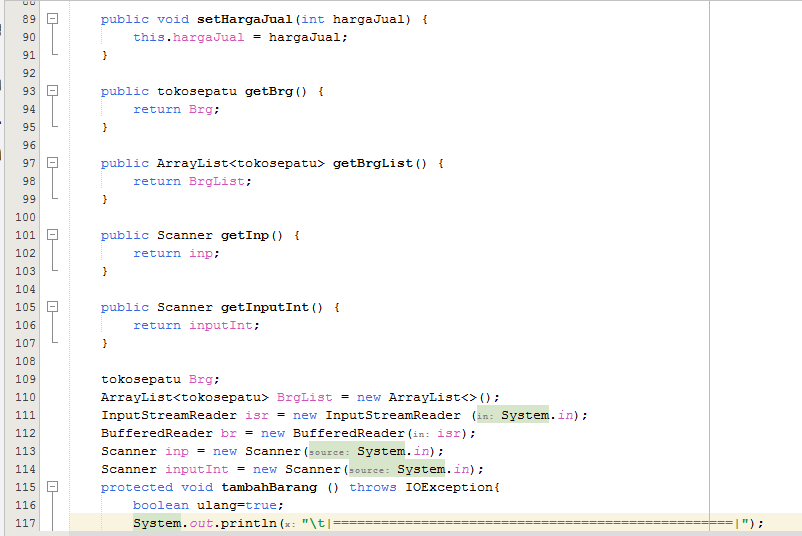 89 public void setHargaJual(int hargaJual) {
90 this.hargaJual = hargaJual;
91 }
92
93 public tokosepatu getBrg() {
94 return Brg;
95 }
96
97 public ArrayList<tokosepatu> getBrgList() {
98 return BrgList;
99 }
100
101 public Scanner getInp() {
102 return inp;
103 }
104
105 public Scanner getInputInt() {
106 return inputInt;
107 }
108
109 tokosepatu Brg;
110 ArrayList<tokosepatu> BrgList = new ArrayList<>();
111 InputStreamReader isr = new InputStreamReader (in: System.in);
112 BufferedReader br = new BufferedReader(in: isr);
113 Scanner inp = new Scanner(source: System.in);
114 Scanner inputInt = new Scanner(source: System.in);
115 protected void tambahBarang () throws IOException{
116 boolean ulang=true;
117 System.out.println(x: "\t|==================================================|");